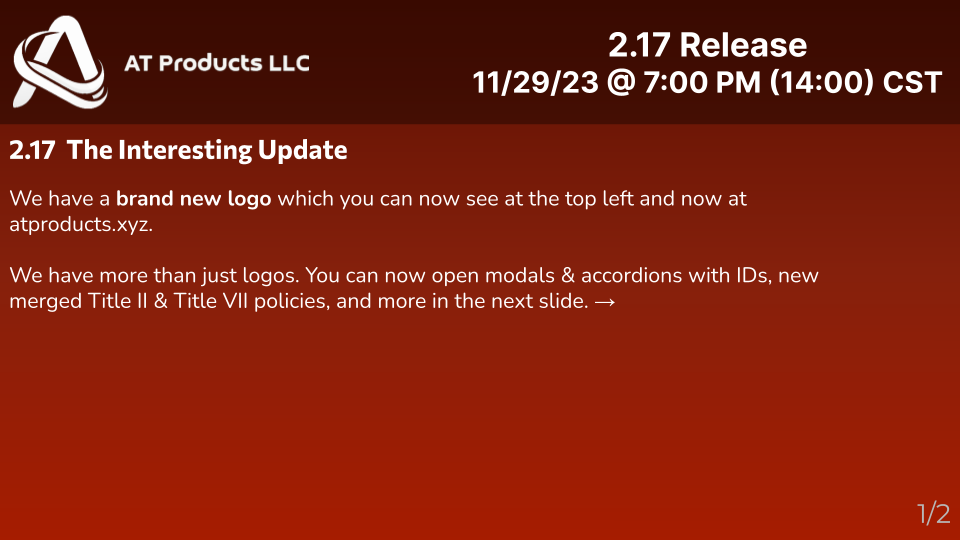 AT Products LLC
2.17 Release
11/29/23 @ 7:00 PM (14:00) CST
2.17 The Interesting Update
We have a brand new logo which you can now see at the top left and now at
atproducts.xyz.
We have more than just logos. You can now open modals & accordions with IDs, new
merged Title II & Title VII policies, and more in the next slide. →
1/2